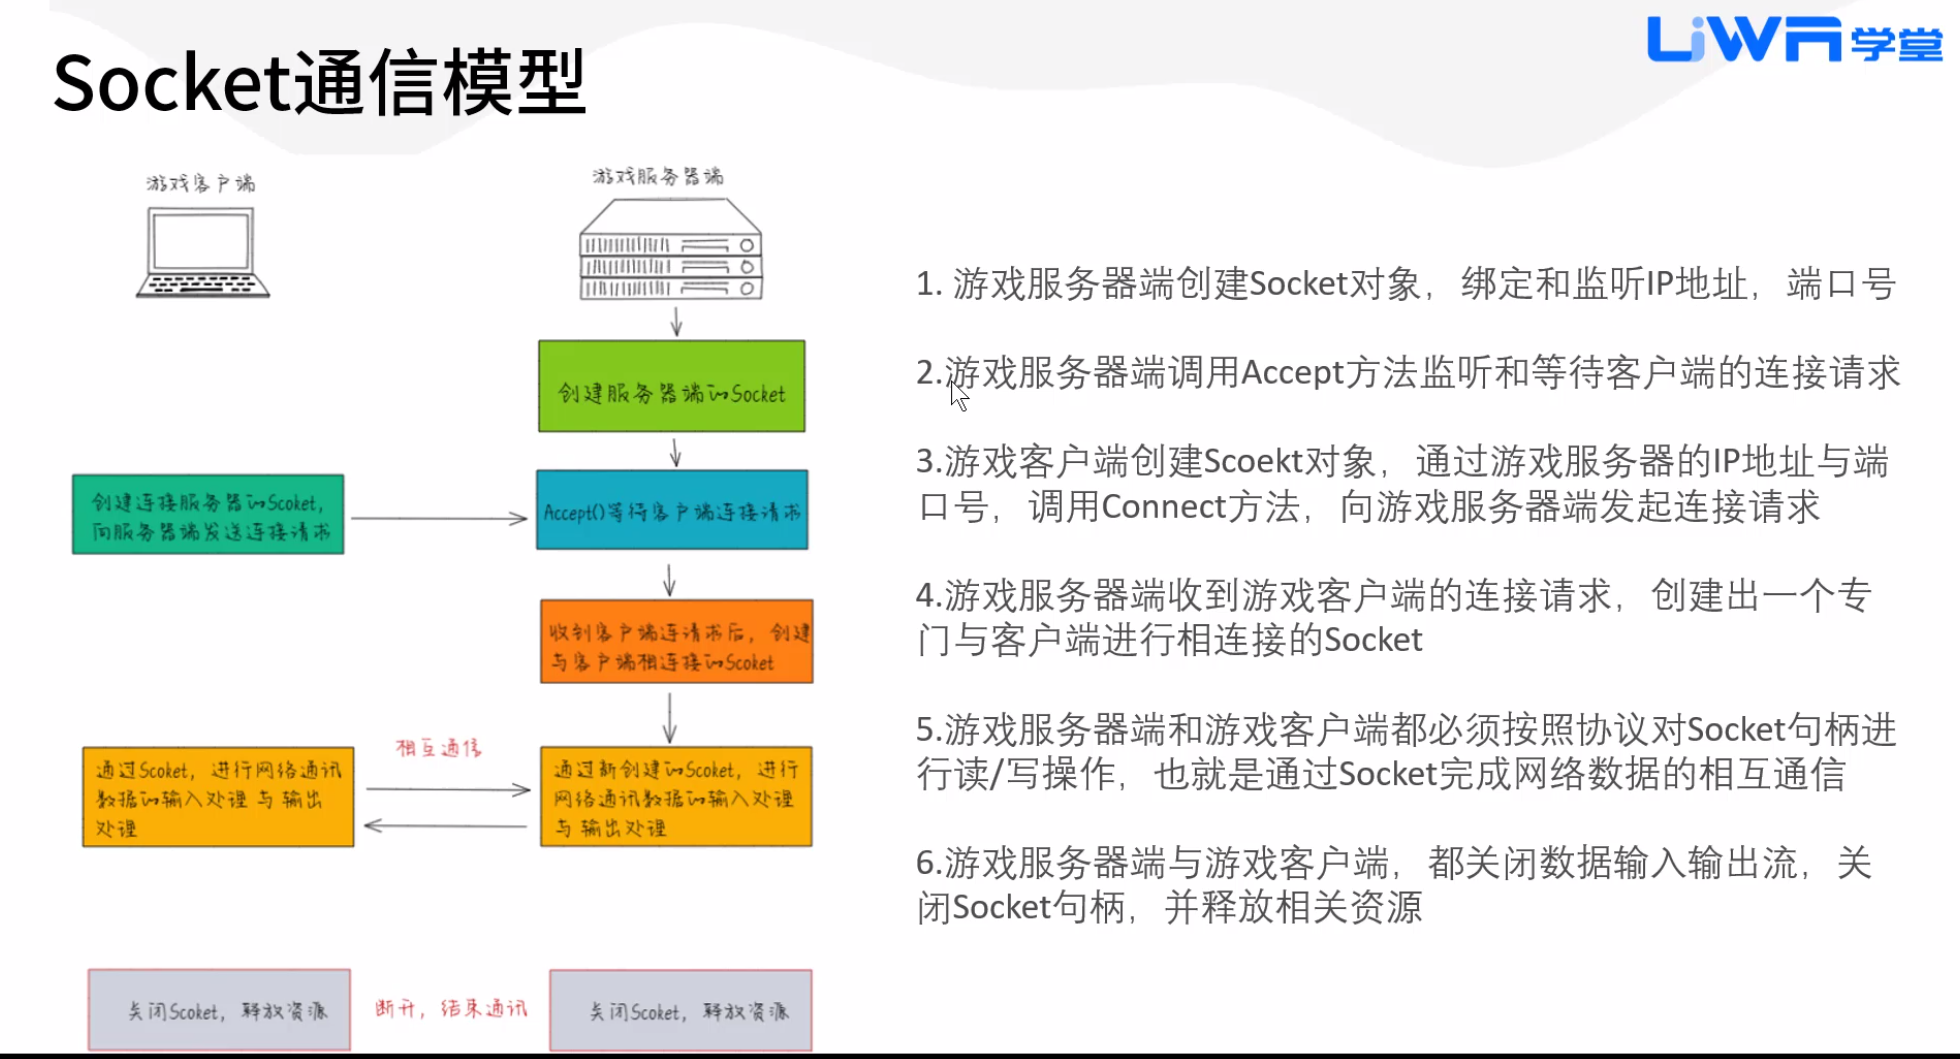 Socket通信模型
LiWA学堂
游戏客户端
游戏服务器端
创建服务器端的Socket
创建连接服务器的Scoket,
向服务器端发送连接请求
Accept()等待客户端连接请求
收到客户端连请求后，创建
与客户端相连接的Scoket
相互通信
通过Scoket，进行网络通讯
数据的输入处理 与 输出
处理
通过新创建的Scoket，进行
网络通讯数据的输入处理
与 输出处理
关闭Scoket，释放资源
断开，结束通讯
关闭Scoket，释放资源
1. 游戏服务器端创建Socket对象，绑定和监听IP地址，端口号
2.游戏服务器端调用Accept方法监听和等待客户端的连接请求
3.游戏客户端创建Scoekt对象，通过游戏服务器的IP地址与端
口号，调用Connect方法，向游戏服务器端发起连接请求
4.游戏服务器端收到游戏客户端的连接请求，创建出一个专
门与客户端进行相连接的Socket
5.游戏服务器端和游戏客户端都必须按照协议对Socket句柄进
行读/写操作，也就是通过Socket完成网络数据的相互通信
6.游戏服务器端与游戏客户端，都关闭数据输入输出流，关
闭Socket句柄，并释放相关资源